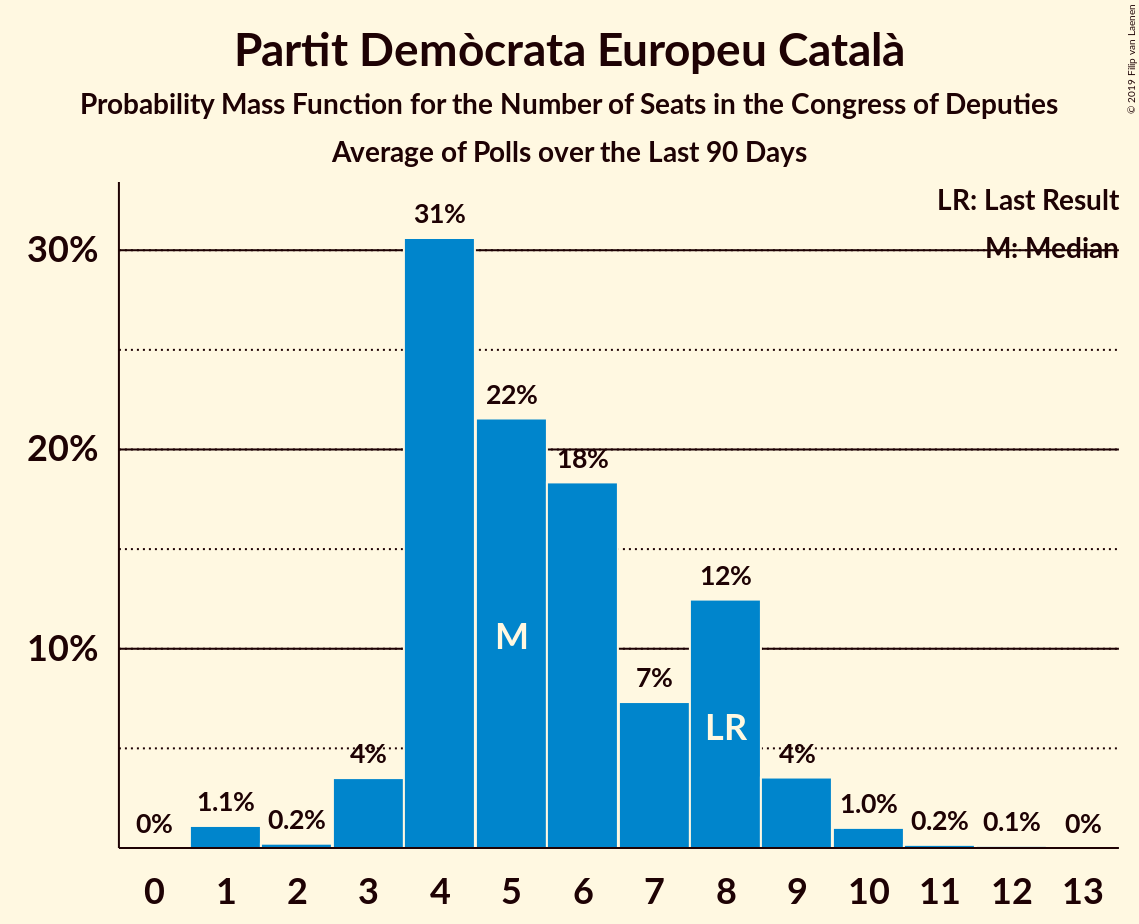 Partit Demòcrata Europeu Català
Probability Mass Function for the Number of Seats in the Congress of Deputies
Average of Polls over the Last 90 Days
© 2019 Filip van Laenen
LR: Last Result
M: Median
30%
20%
10%
0%
1.1%
0.2%
4%
31%
22%
18%
7%
12%
4%
1.0%
0.2%
0.1%
0%
M
LR
0 1 2 3 4 5 6 7 8 9 10 11 12 13